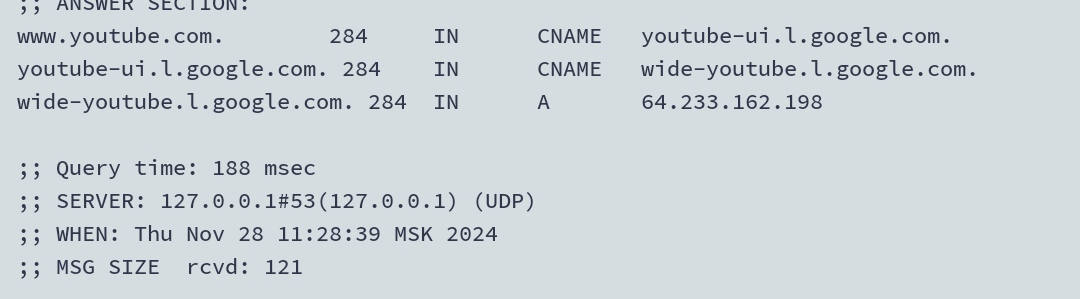 ;; ANSWER SECTION:
www.youtube.com. 284 IN CNAME youtube-ui.l.google.com.
youtube-ui.l.google.com. 284 IN CNAME wide-youtube.l.google.com.
wide-youtube.l.google.com. 284 IN A 64.233.162.198

;; Query time: 188 msec
;; SERVER: 127.0.0.1#53(127.0.0.1) (UDP)
;; WHEN: Thu Nov 28 11:28:39 MSK 2024
;; MSG SIZE  rcvd: 121